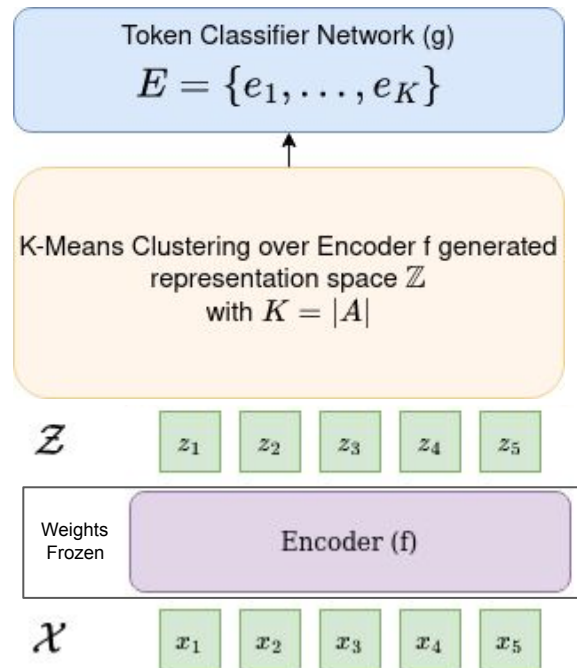 Token Classifier Network (g)
E = {e_1, . . . , e_K}
K-Means Clustering over Encoder f generated
representation space ℤ
with K = |A|
𝒵 z_1 z_2 z_3 z_4 z_5
Weights
Frozen
Encoder (f)
𝒳 x_1 x_2 x_3 x_4 x_5